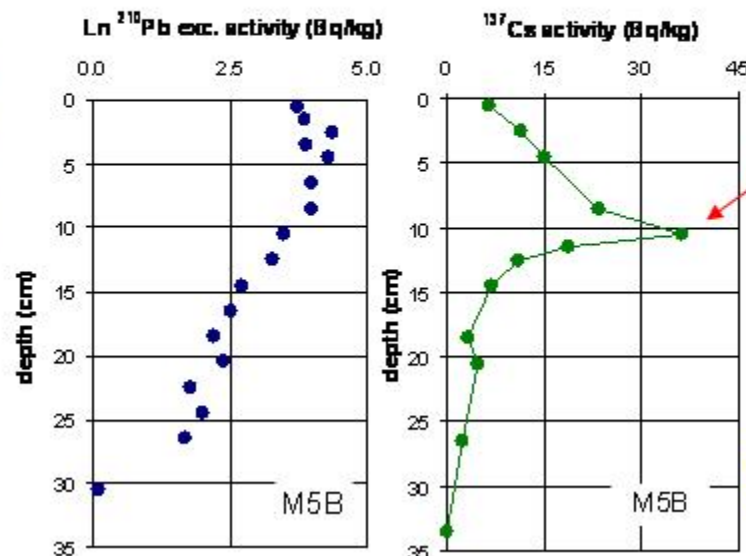 Ln ²¹⁰Pb exc. activity (Bq/kg)
0.0 2.5 5.0
0
5
10
15
20
25
30
35
depth (cm)
M5B
¹³⁷Cs activity (Bq/kg)
0 15 30 45
0
5
10
15
20
25
30
35
depth (cm)
M5B